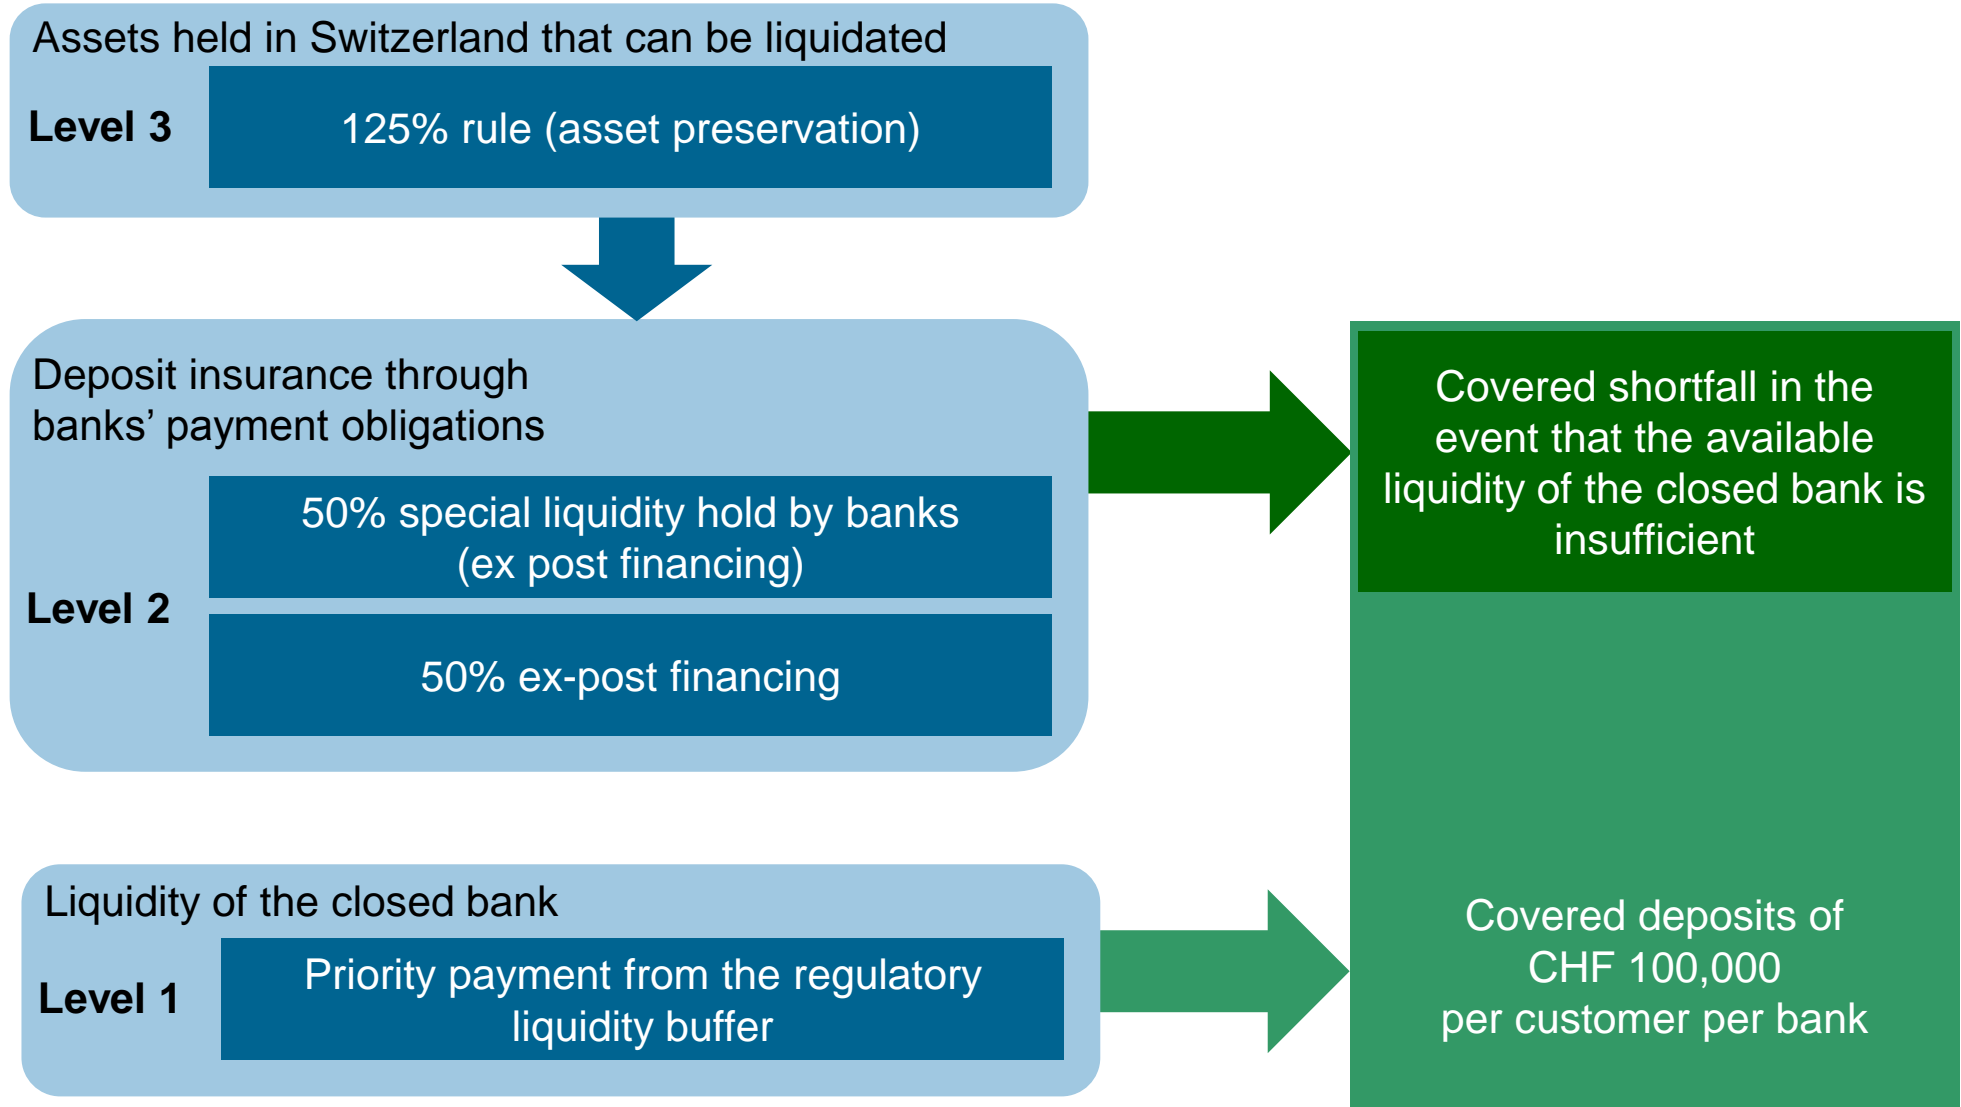 Assets held in Switzerland that can be liquidated
Level 3
125% rule (asset preservation)
Deposit insurance through
banks’ payment obligations
Level 2
50% special liquidity hold by banks
(ex post financing)
50% ex-post financing
Covered shortfall in the
event that the available
liquidity of the closed bank is
insufficient
Liquidity of the closed bank
Level 1
Priority payment from the regulatory
liquidity buffer
Covered deposits of
CHF 100,000
per customer per bank